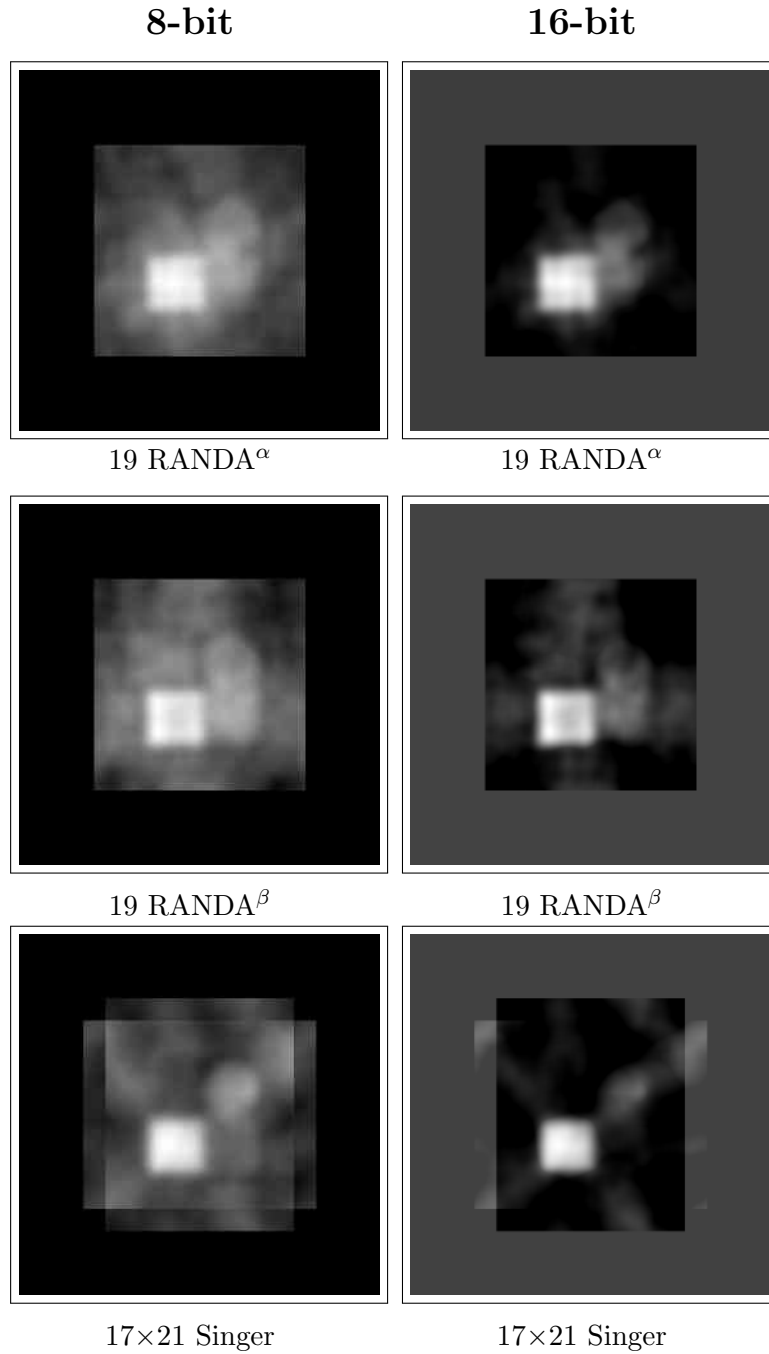 8-bit 16-bit
19 RANDA^α 19 RANDA^α
19 RANDA^β 19 RANDA^β
17×21 Singer 17×21 Singer